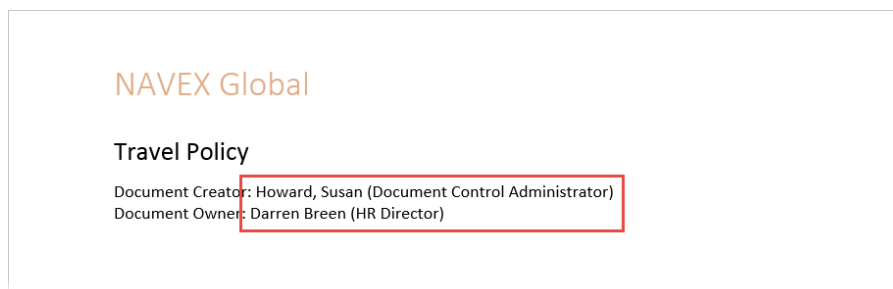 NAVEX Global
Travel Policy
Document Creator: Howard, Susan (Document Control Administrator)
Document Owner: Darren Breen (HR Director)